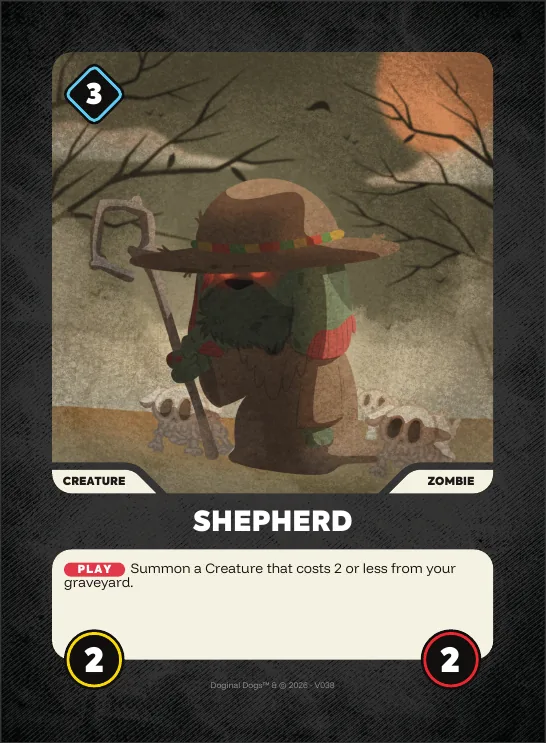 3
CREATURE
ZOMBIE
SHEPHERD
PLAY Summon a Creature that costs 2 or less from your
graveyard.
2
2
Doginal Dogs™ & © 2026 - V038